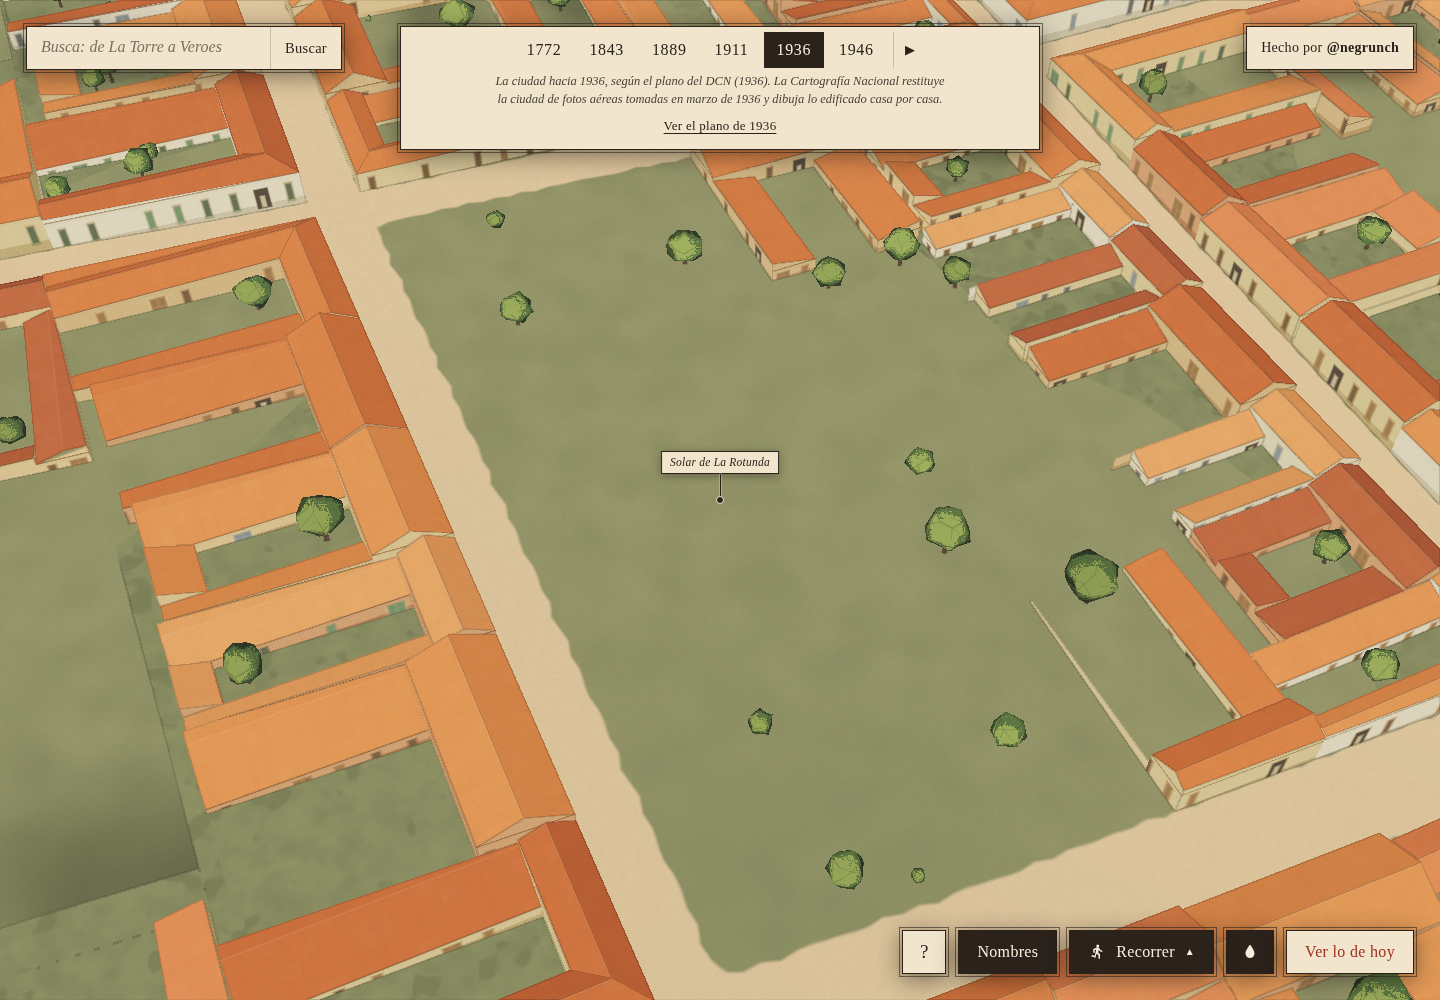 Busca: de La Torre a Veroes
Buscar
1772 1843 1889 1911 1936 1946 ▶
La ciudad hacia 1936, según el plano del DCN (1936). La Cartografía Nacional restituye
la ciudad de fotos aéreas tomadas en marzo de 1936 y dibuja lo edificado casa por casa.
Ver el plano de 1936
Hecho por @negrunch
Solar de La Rotunda
?
Nombres
Recorrer ▲
Ver lo de hoy